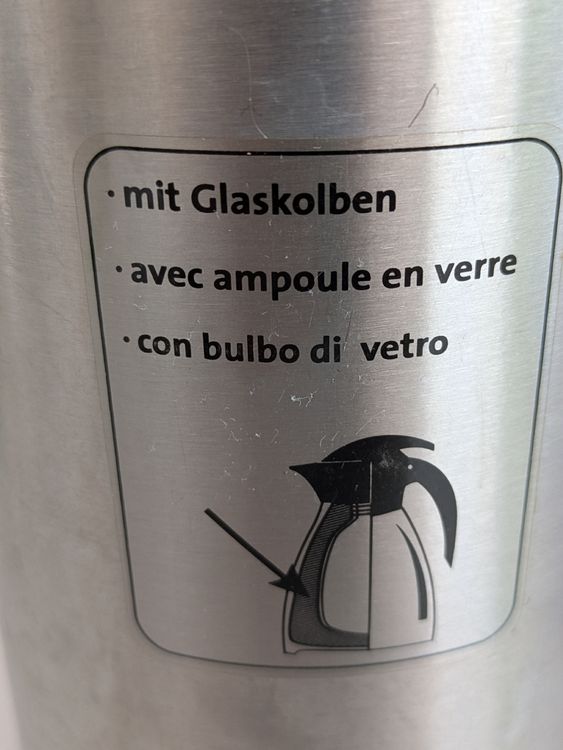 · mit Glaskolben
· avec ampoule en verre
· con bulbo di vetro